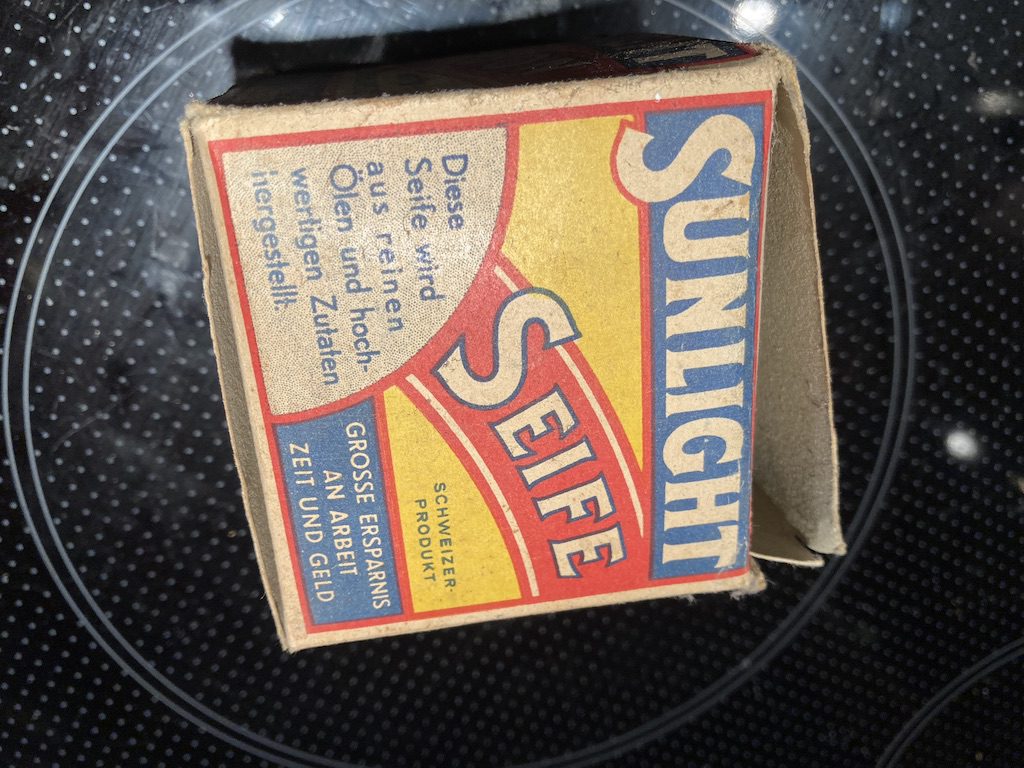 SUNLIGHT
SEIFE
Diese
Seife wird
aus reinen
Ölen und hoch-
wertigen Zutaten
hergestellt.
SCHWEIZER-
PRODUKT
GROSSE ERSPARNIS
AN ARBEIT
ZEIT UND GELD